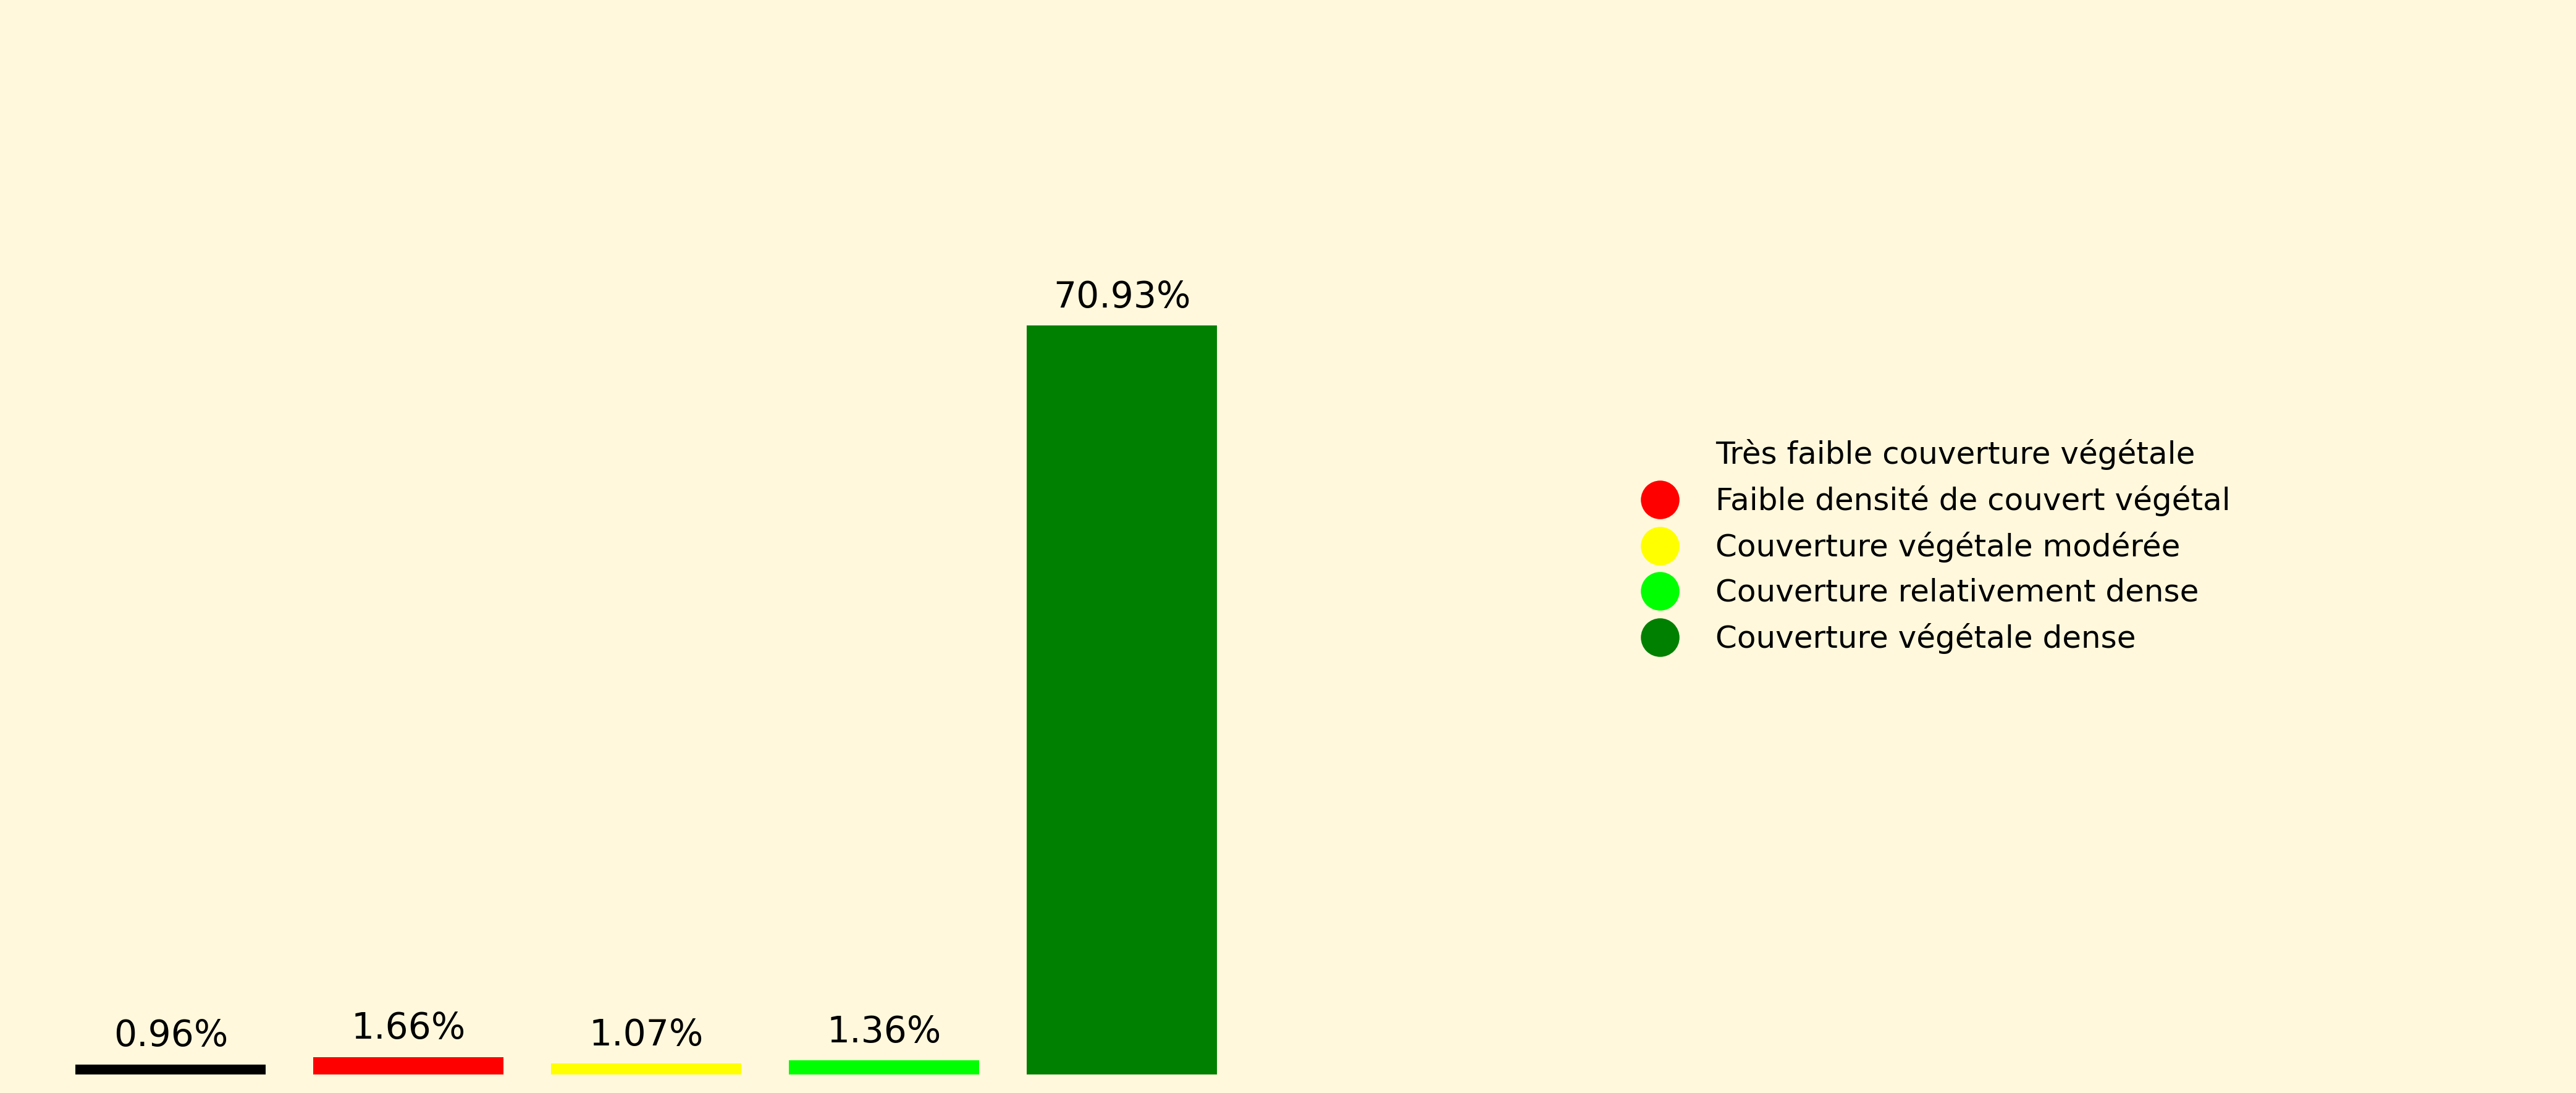 70.93%
0.96%
1.66%
1.07%
1.36%
Très faible couverture végétale
Faible densité de couvert végétal
Couverture végétale modérée
Couverture relativement dense
Couverture végétale dense